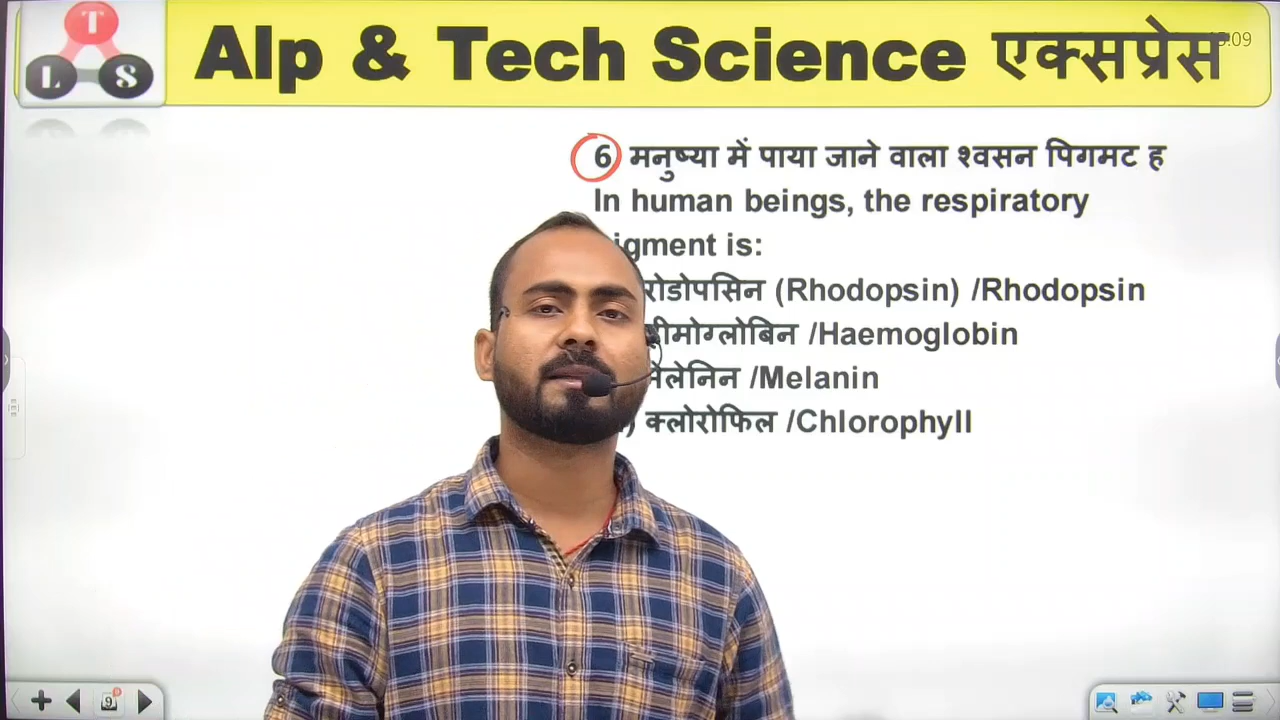 T
L S
Alp & Tech Science एक्सप्रेस
:09
6 मनुष्या में पाया जाने वाला श्वसन पिगमट ह
In human beings, the respiratory
igment is:
रोडोपसिन (Rhodopsin) /Rhodopsin
हीमोग्लोबिन /Haemoglobin
मेलेनिन /Melanin
) क्लोरोफिल /Chlorophyll
9